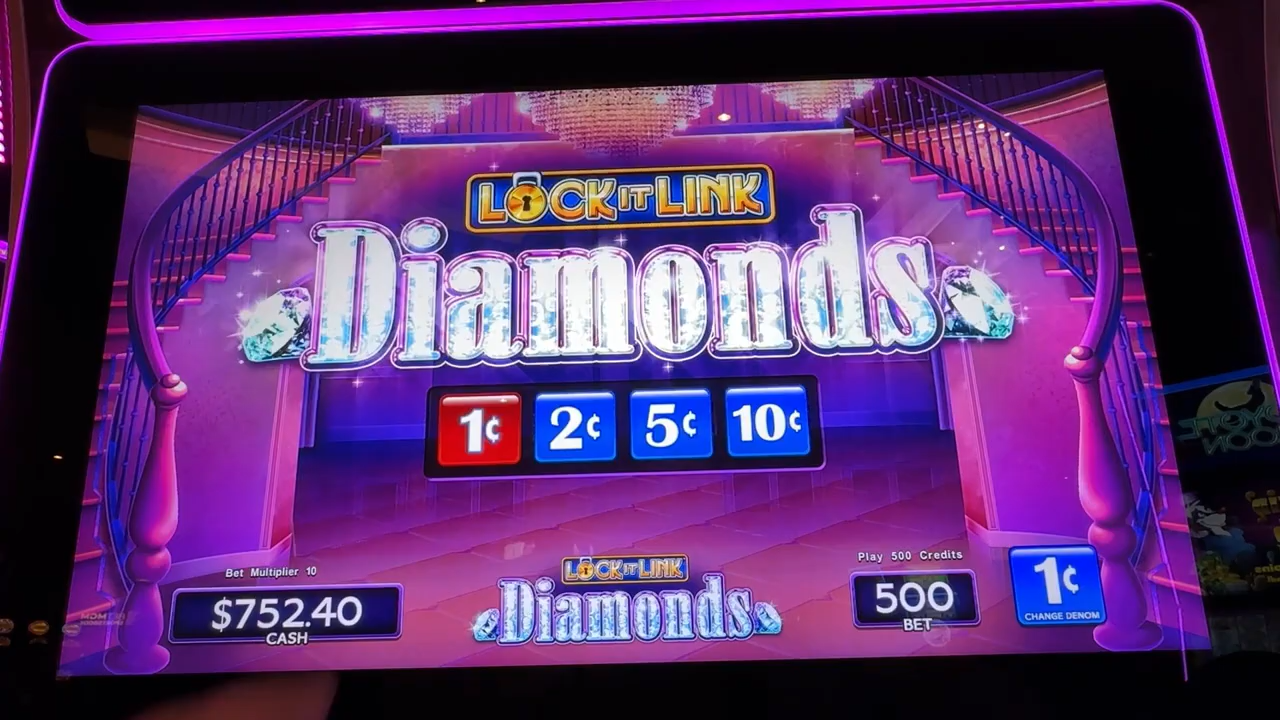 LOCK IT LINK
Diamonds
1¢ 2¢ 5¢ 10¢
Bet Multiplier 10
$752.40
CASH
LOCK IT LINK
Diamonds
Play 500 Credits
500
BET
1¢
CHANGE DENOM